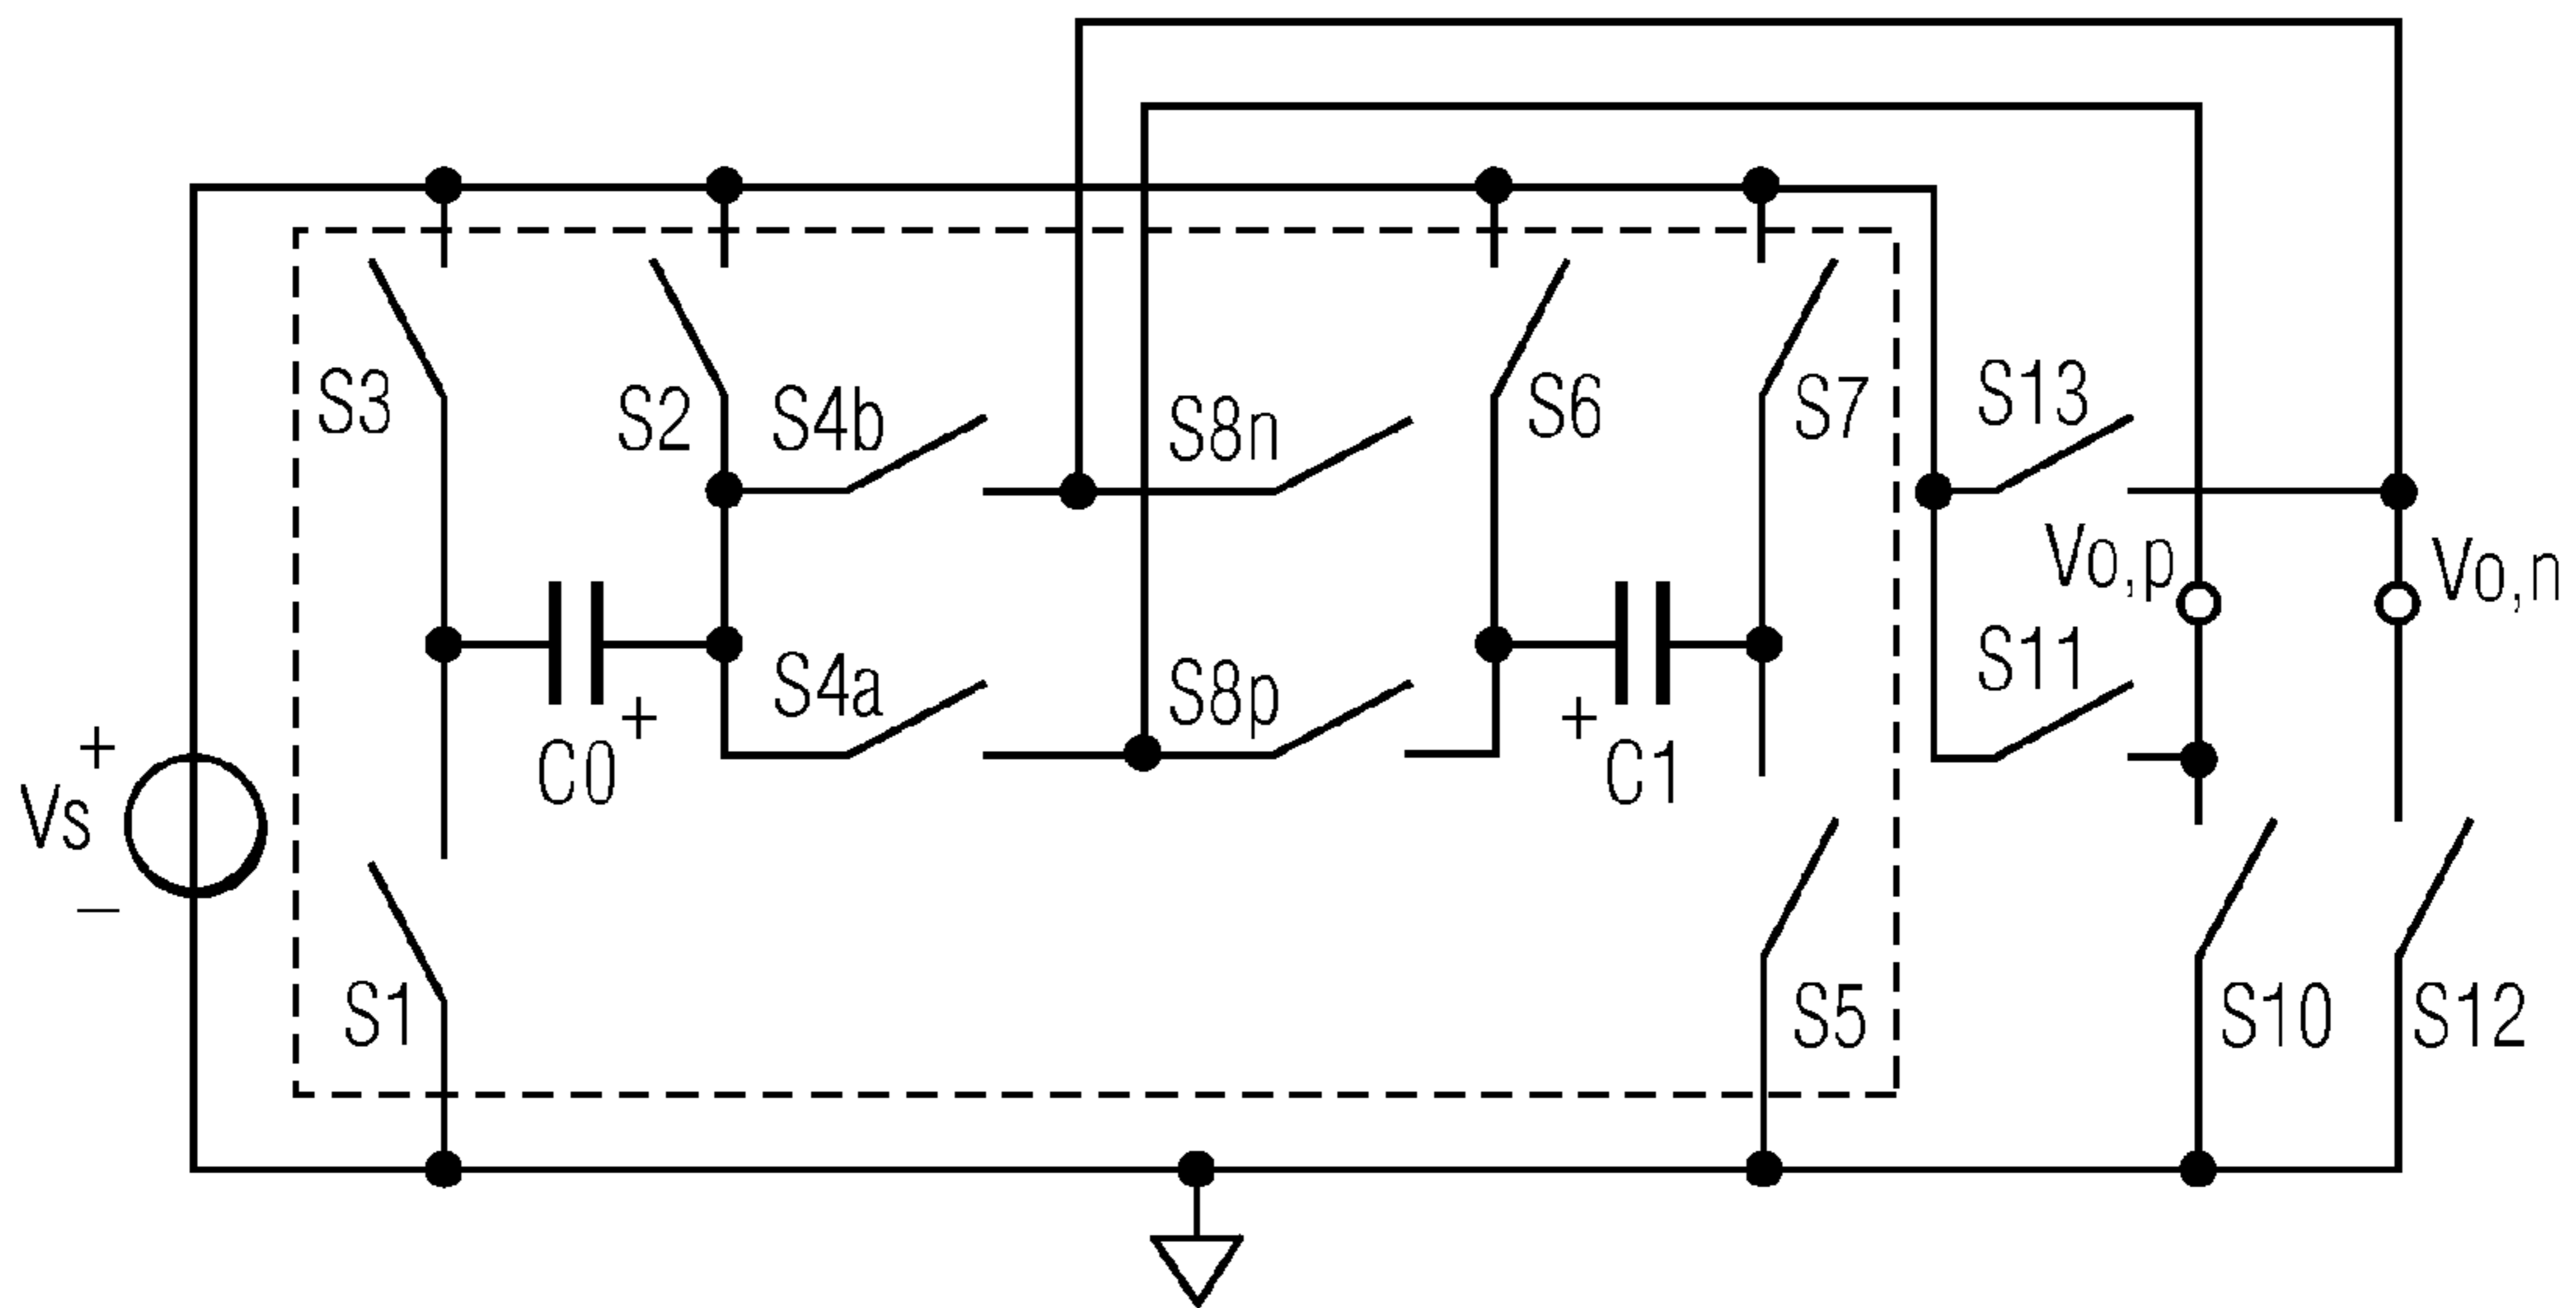 S3
S2
S4b
S8n
S6
S7
S13
Vo,p
Vo,n
S4a
S8p
S11
+
Vs
−
+
C0
+
C1
S1
S5
S10
S12